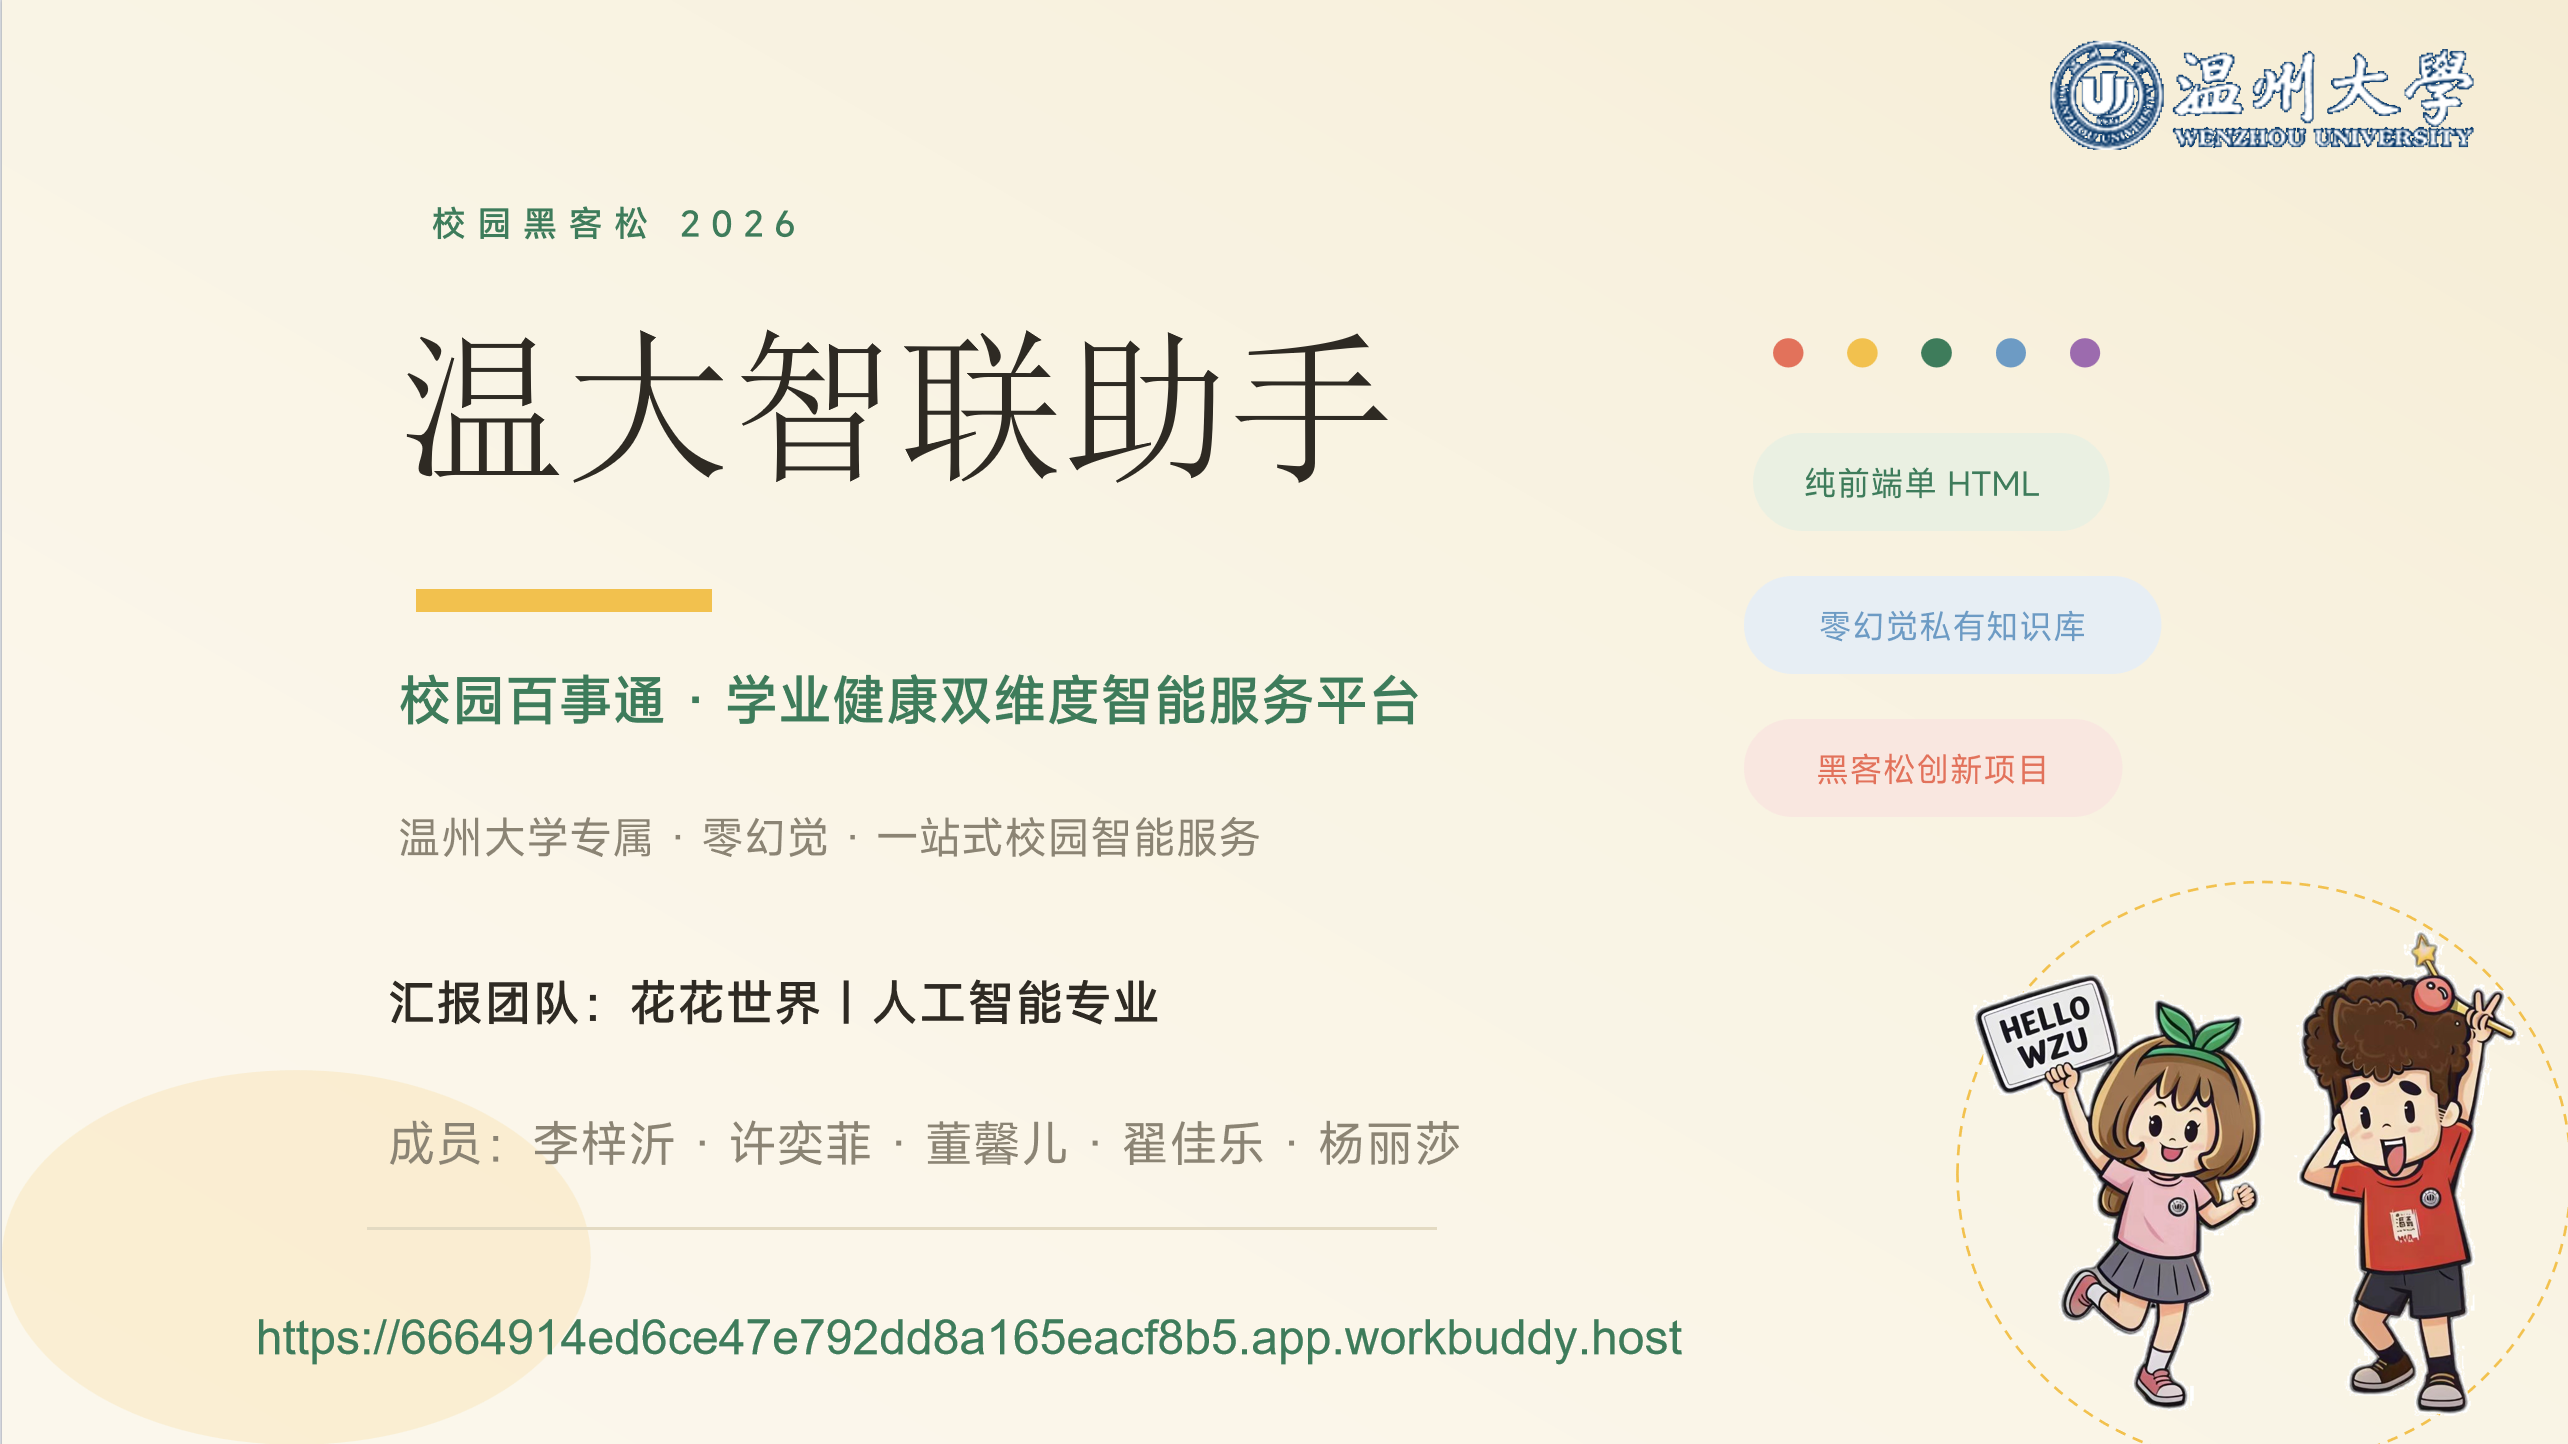 温州大學
WENZHOU UNIVERSITY
校园黑客松 2026
温大智联助手
纯前端单 HTML
零幻觉私有知识库
校园百事通 · 学业健康双维度智能服务平台
黑客松创新项目
温州大学专属 · 零幻觉 · 一站式校园智能服务
汇报团队：花花世界丨人工智能专业
HELLO
WZU
成员：李梓沂 · 许奕菲 · 董馨儿 · 翟佳乐 · 杨丽莎
https://6664914ed6ce47e792dd8a165eacf8b5.app.workbuddy.host